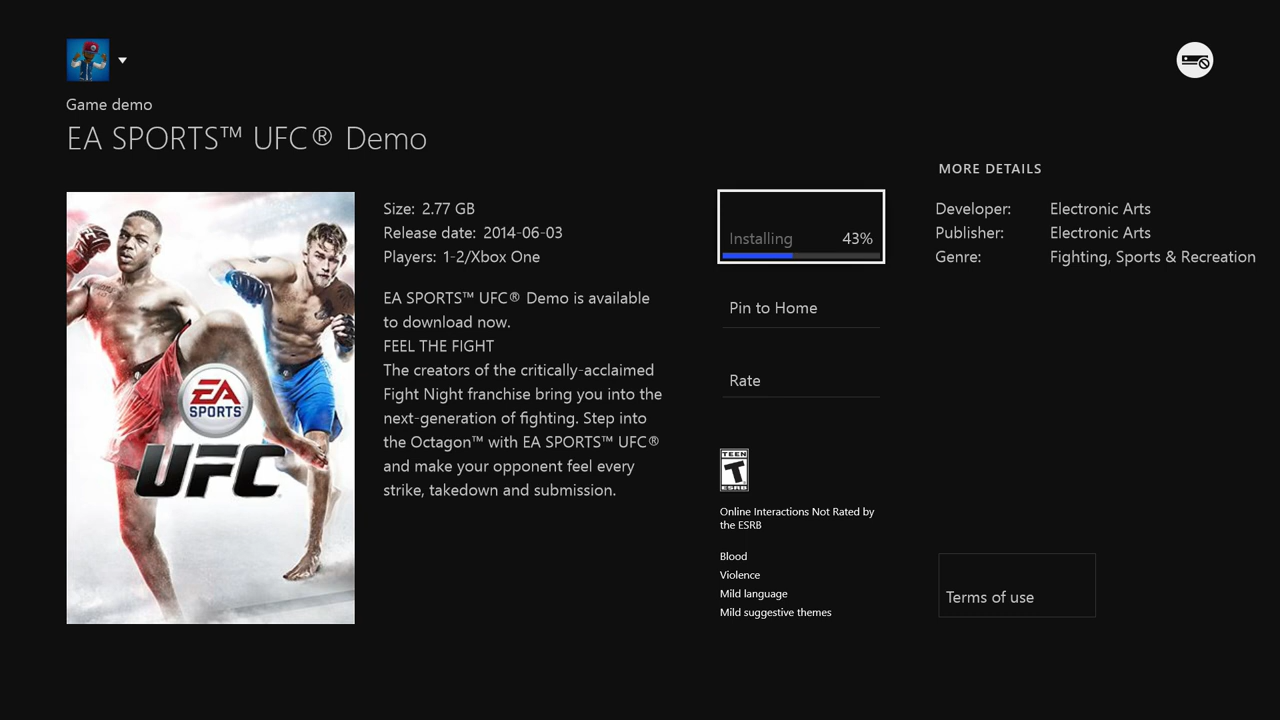 Game demo
EA SPORTS™ UFC® Demo
EA
SPORTS
UFC
Size: 2.77 GB
Release date: 2014-06-03
Players: 1-2/Xbox One
EA SPORTS™ UFC® Demo is available
to download now.
FEEL THE FIGHT
The creators of the critically-acclaimed
Fight Night franchise bring you into the
next-generation of fighting. Step into
the Octagon™ with EA SPORTS™ UFC®
and make your opponent feel every
strike, takedown and submission.
Installing 43%
Pin to Home
Rate
TEEN
T
ESRB
Online Interactions Not Rated by
the ESRB
Blood
Violence
Mild language
Mild suggestive themes
MORE DETAILS
Developer: Electronic Arts
Publisher: Electronic Arts
Genre: Fighting, Sports & Recreation
Terms of use